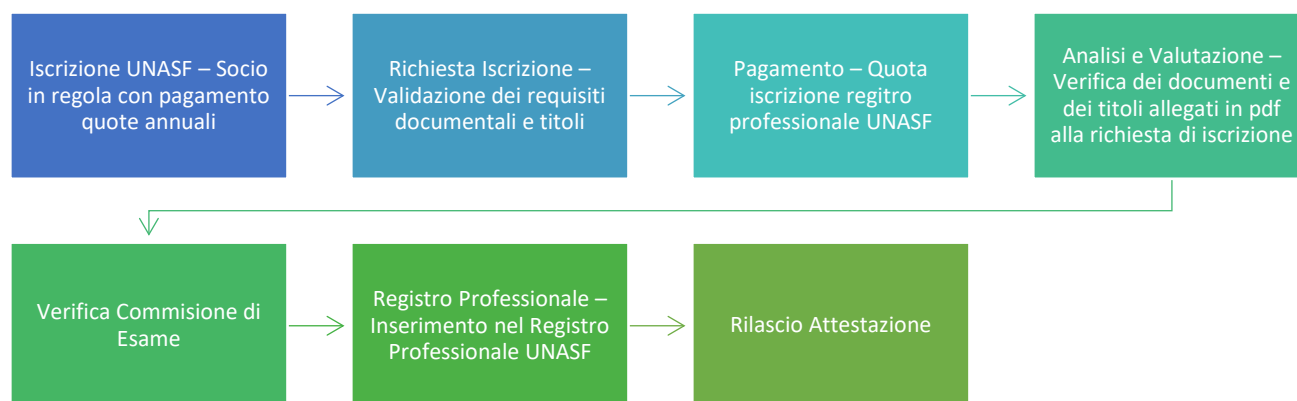 Iscrizione UNASF – Socio
in regola con pagamento
quote annuali
Richiesta Iscrizione –
Validazione dei requisiti
documentali e titoli
Pagamento – Quota
iscrizione regitro
professionale UNASF
Analisi e Valutazione –
Verifica dei documenti e
dei titoli allegati in pdf
alla richiesta di iscrizione
Verifica Commisione di
Esame
Registro Professionale –
Inserimento nel Registro
Professionale UNASF
Rilascio Attestazione